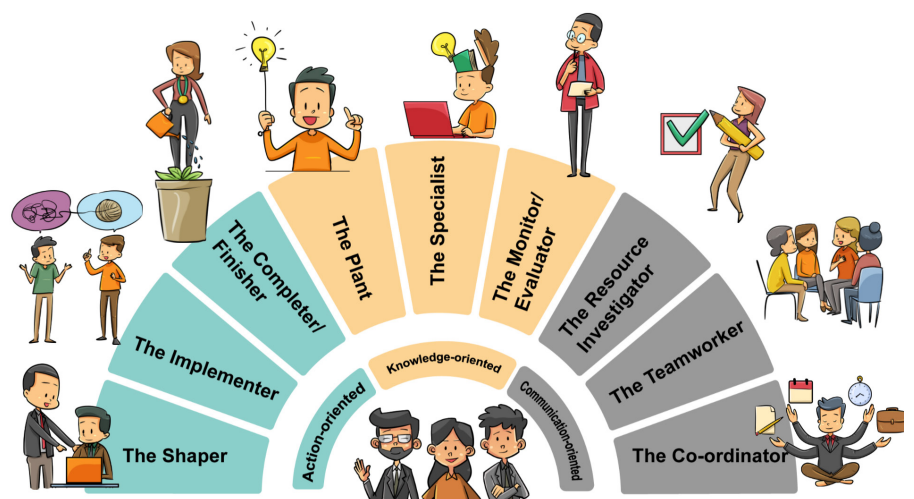 The Shaper
The Implementer
The Completer/
Finisher
The Plant
The Specialist
The Monitor/
Evaluator
The Resource
Investigator
The Teamworker
The Co-ordinator
Action-oriented
Knowledge-oriented
Communication-oriented